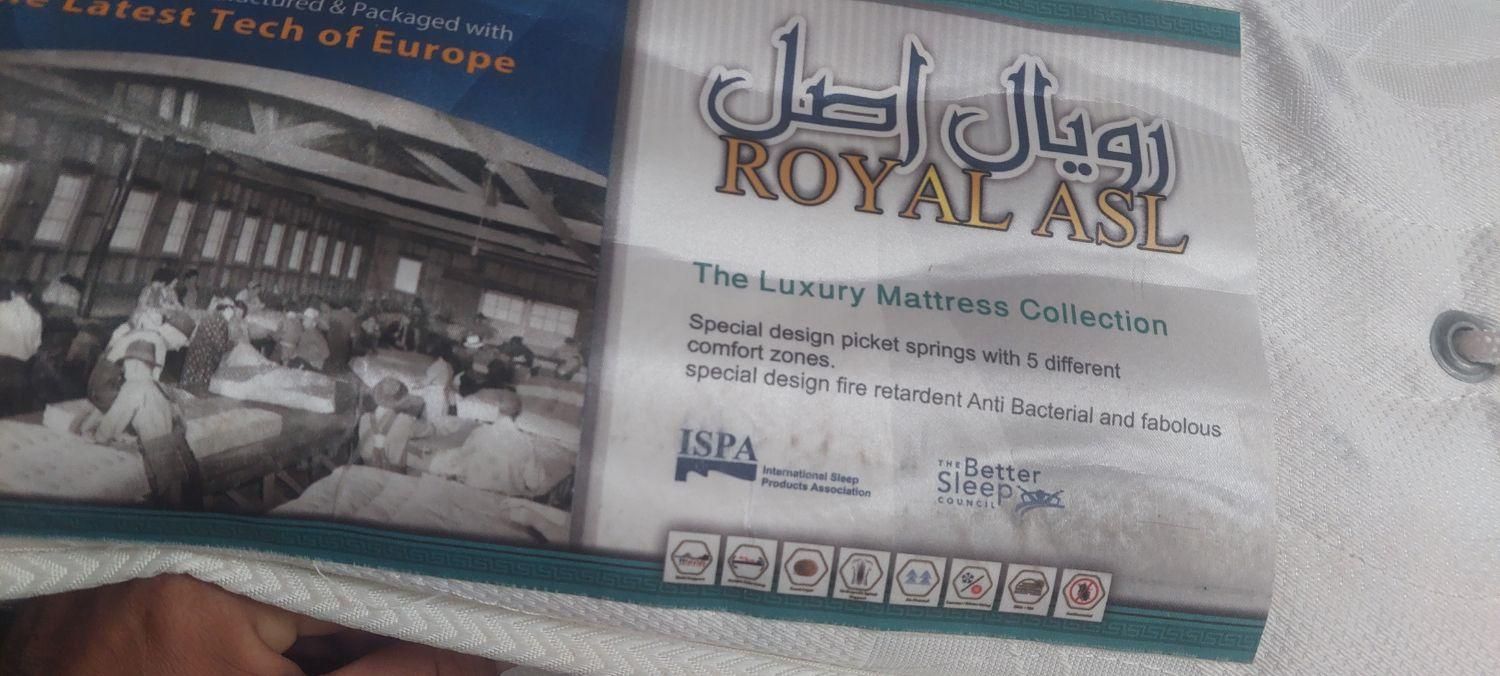 & Packaged with
Latest Tech of Europe
رويال اصل
ROYAL ASL
The Luxury Mattress Collection
Special design picket springs with 5 different
comfort zones.
special design fire retardent Anti Bacterial and fabolous
ISPA
International Sleep
Products Association
THE Better
Sleep
COUNCIL